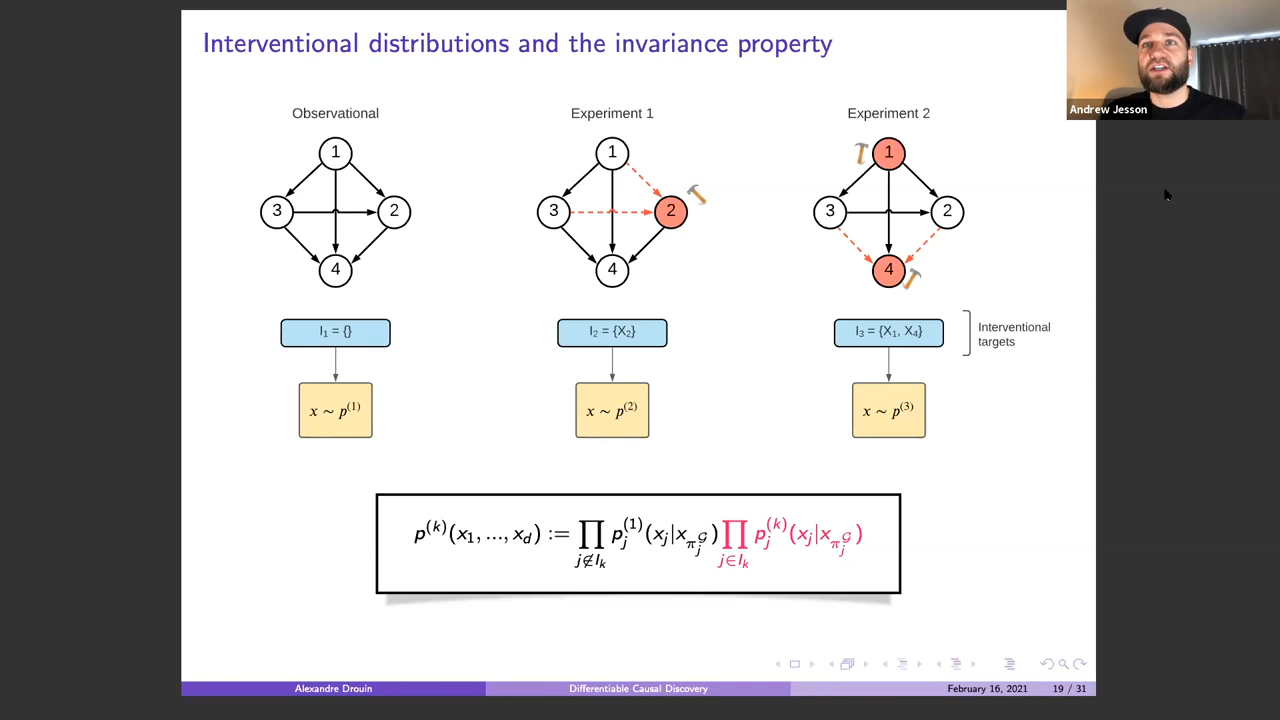 Interventional distributions and the invariance property
Andrew Jesson
Observational
Experiment 1
Experiment 2
1
3
2
4
1
3
2
4
1
3
2
4
I₁ = {}
I₂ = {X₂}
I₃ = {X₁, X₄}
Interventional
targets
x ∼ p⁽¹⁾
x ∼ p⁽²⁾
x ∼ p⁽³⁾
p^{(k)}(x₁, ..., x_d) := ∏_{j∉I_k} p_j^{(1)}(x_j|x_{π_j^𝒢}) ∏_{j∈I_k} p_j^{(k)}(x_j|x_{π_j^𝒢})
Alexandre Drouin
Differentiable Causal Discovery
February 16, 2021
19 / 31